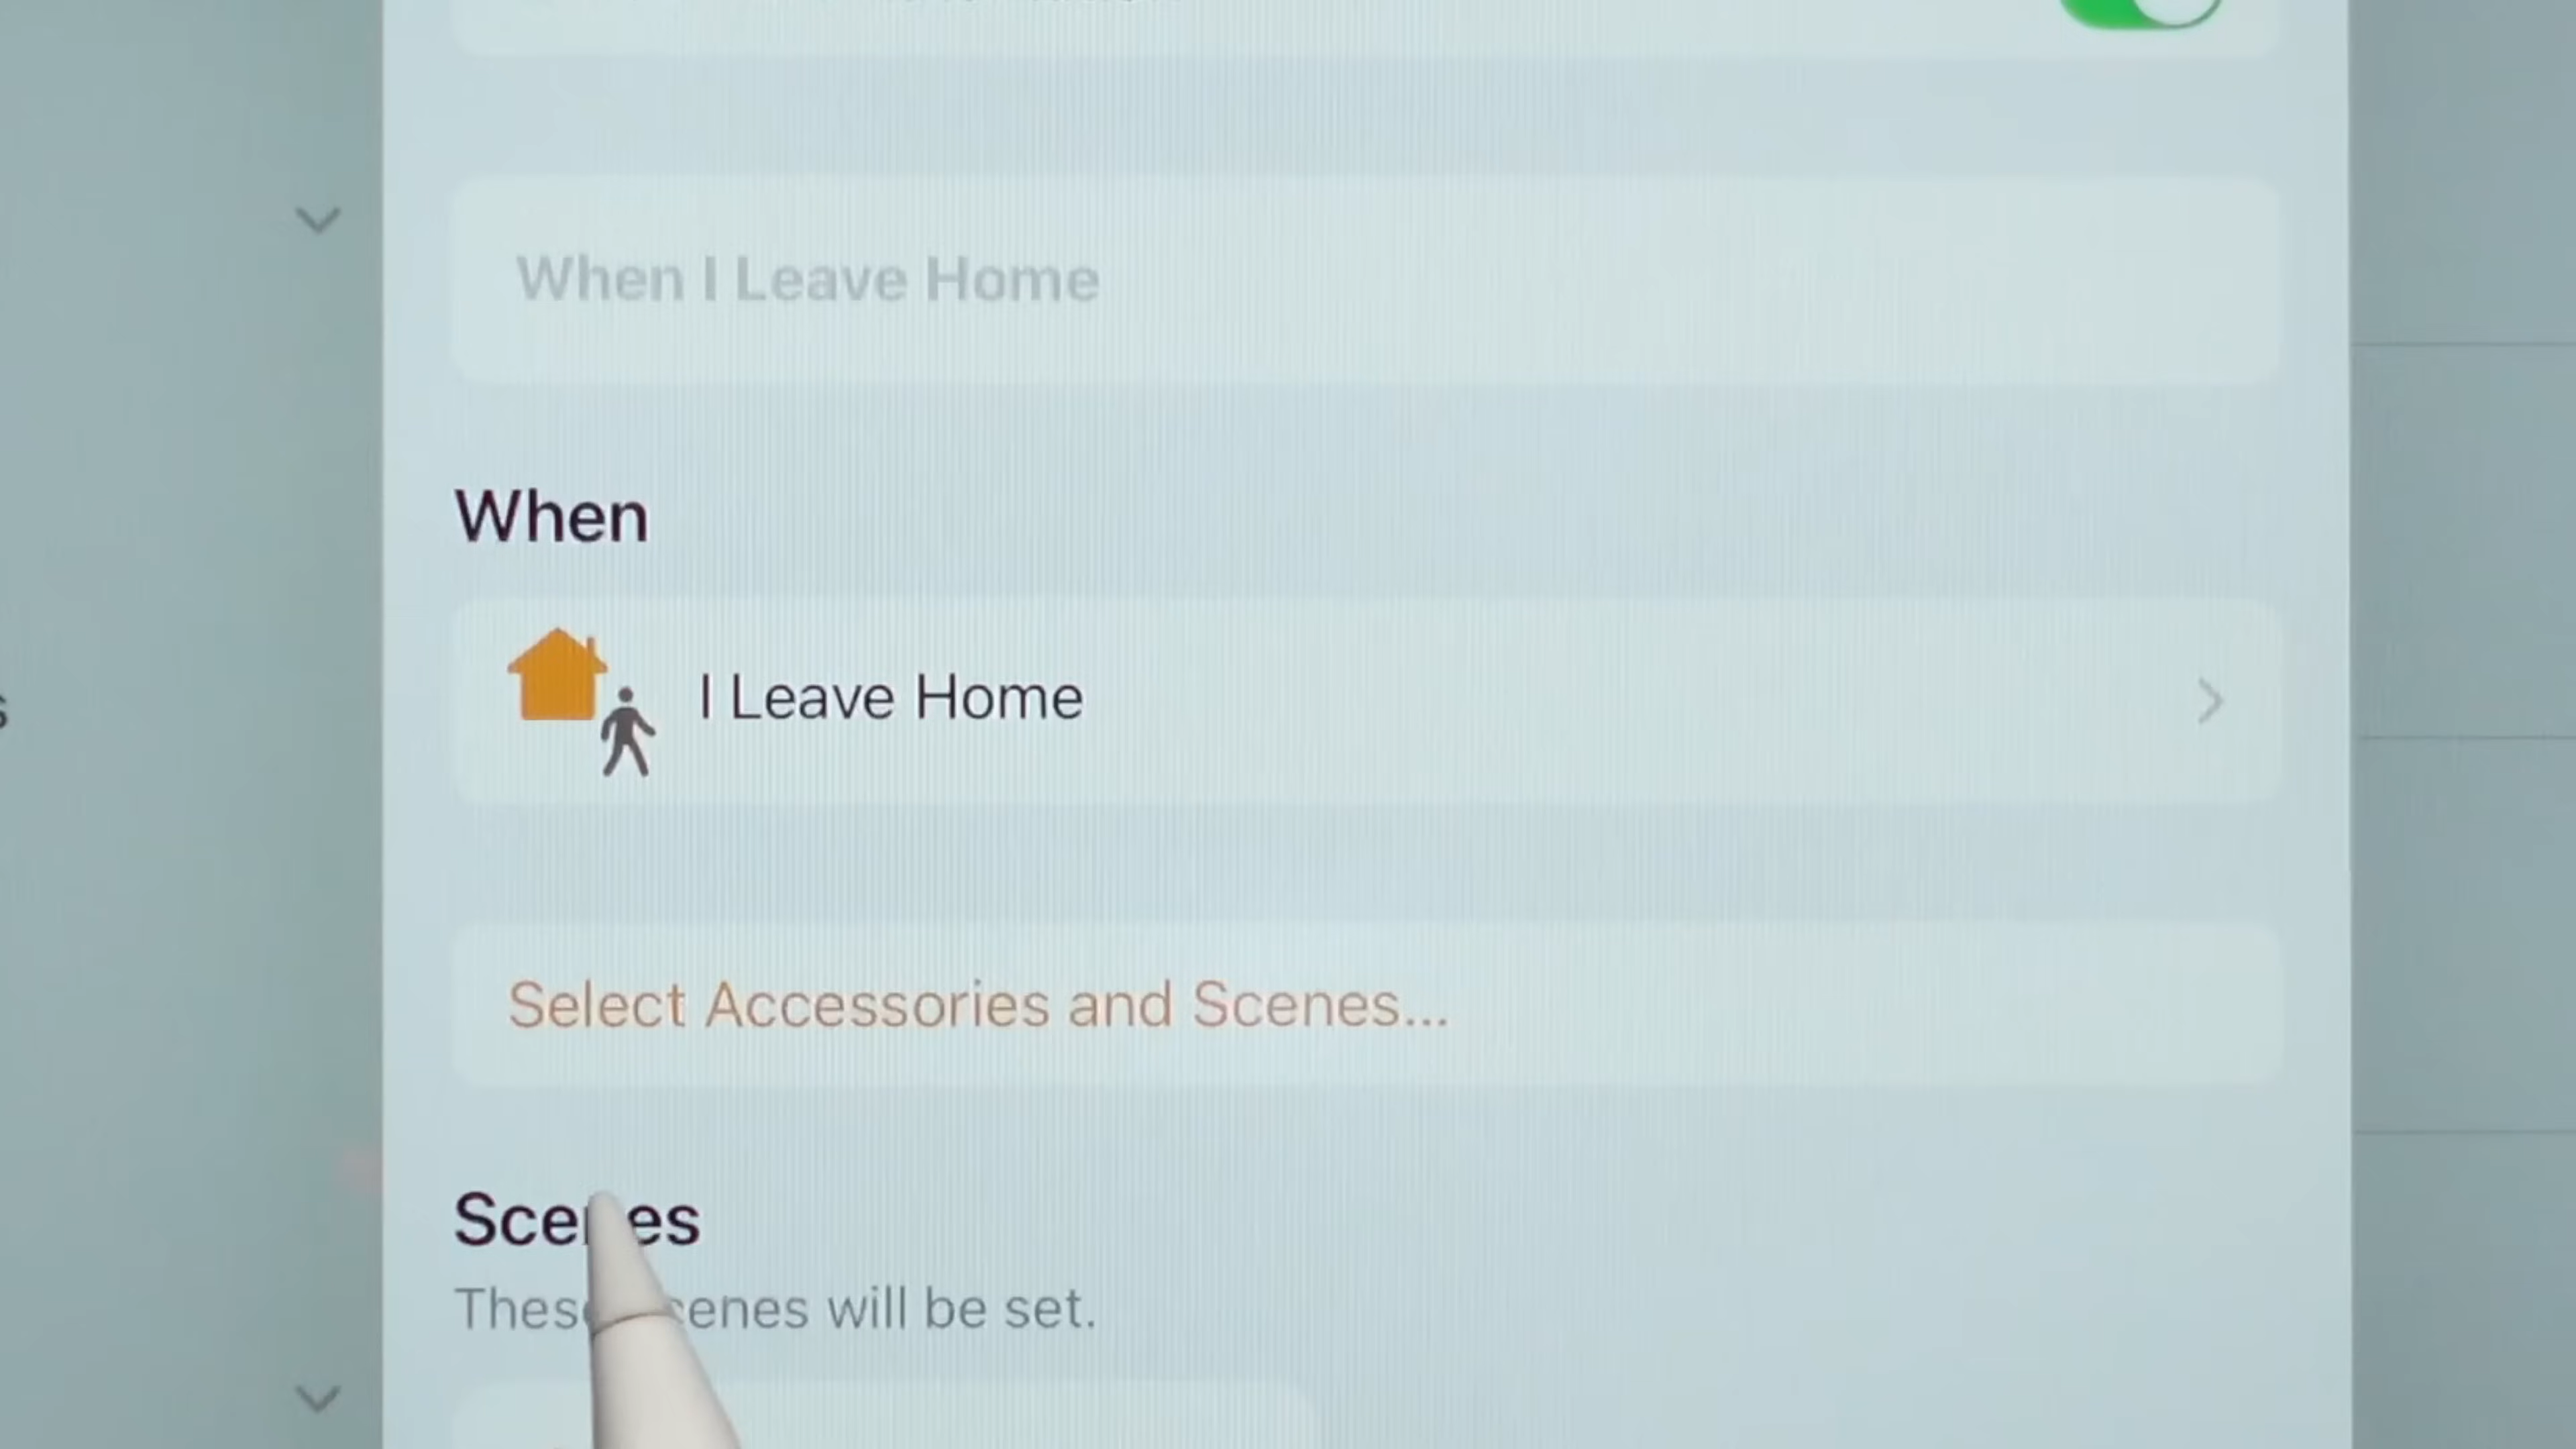 When I Leave Home
When
I Leave Home
Select Accessories and Scenes...
Scenes
These scenes will be set.